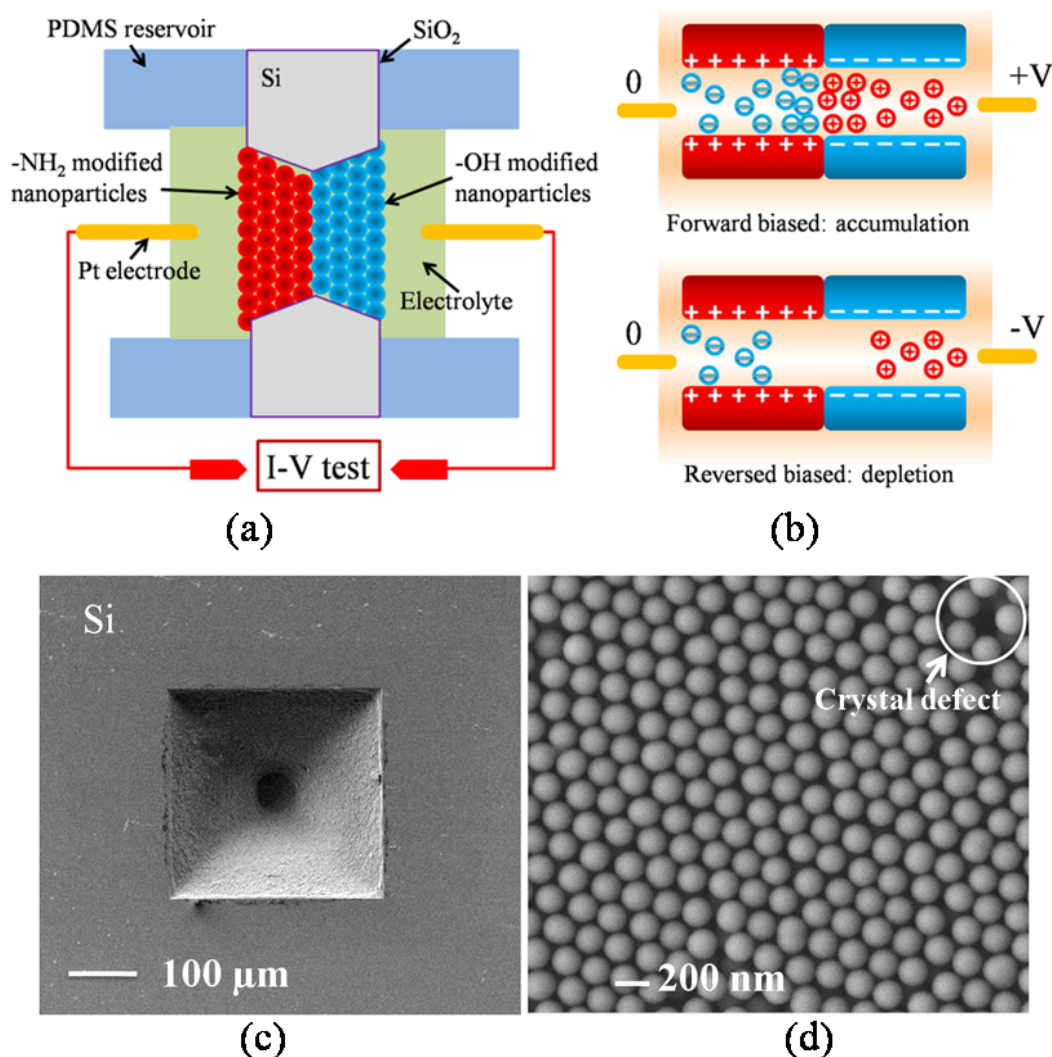 PDMS reservoir
SiO₂
Si
-NH₂ modified
nanoparticles
-OH modified
nanoparticles
Pt electrode
Electrolyte
I-V test
(a)
+ + + + + +
− − − − − −
0
+V
+ + + + + +
− − − − − −
Forward biased: accumulation
+ + + + + +
− − − − − −
0
-V
+ + + + + +
− − − − − −
Reversed biased: depletion
(b)
Si
100 μm
(c)
Crystal defect
200 nm
(d)